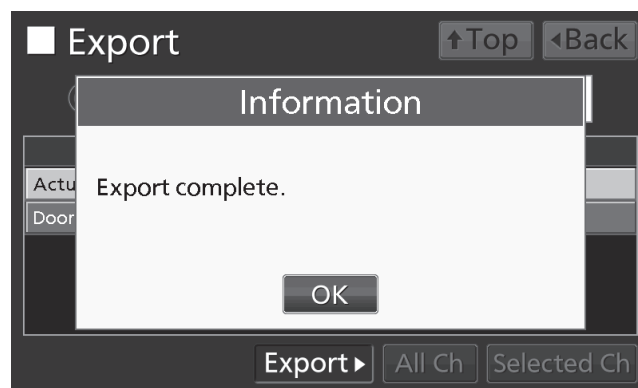 Export
↑Top
◂Back
Information
Actu
Export complete.
Door
OK
Export▸
All Ch
Selected Ch